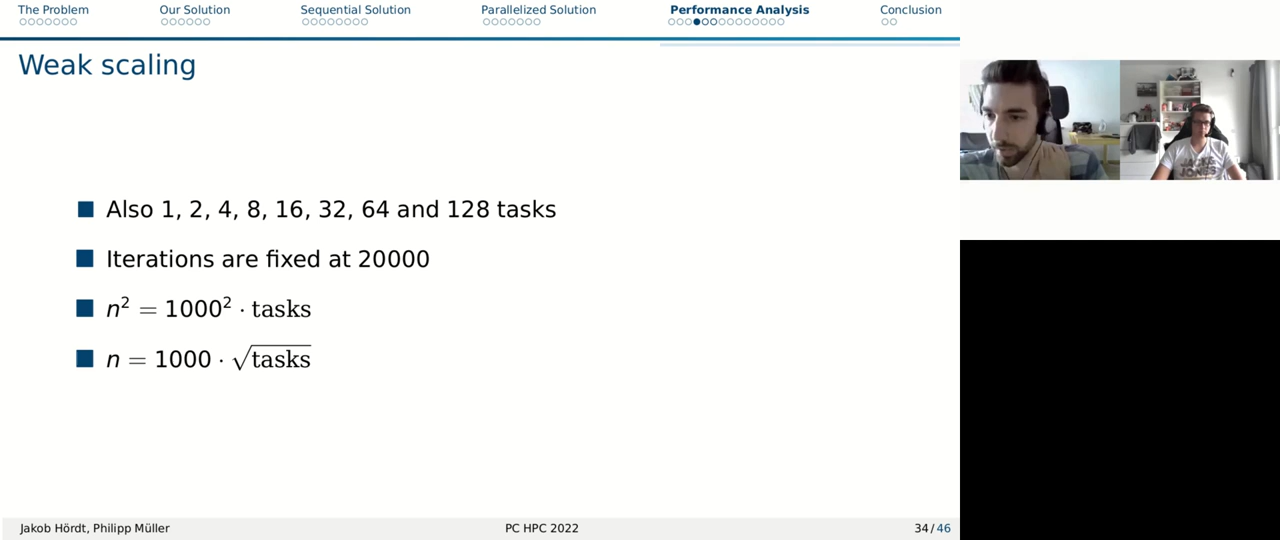 The Problem Our Solution Sequential Solution Parallelized Solution Performance Analysis Conclusion
Weak scaling
Also 1, 2, 4, 8, 16, 32, 64 and 128 tasks
Iterations are fixed at 20000
n² = 1000² · tasks
n = 1000 · √tasks
JACK
JONES
Jakob Hördt, Philipp Müller PC HPC 2022 34/46